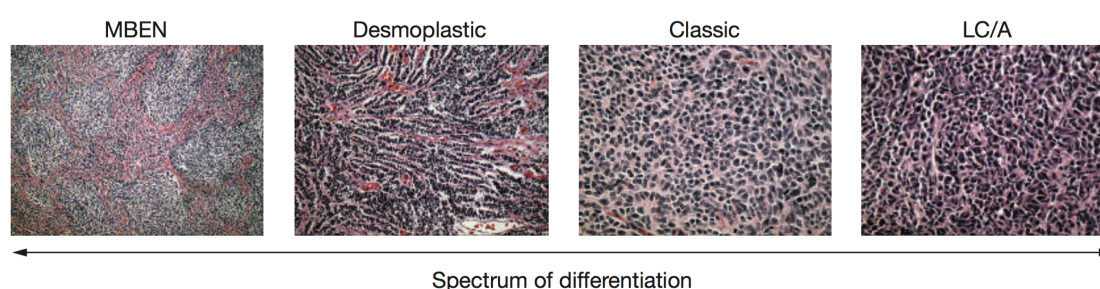 MBEN Desmoplastic Classic LC/A
Spectrum of differentiation